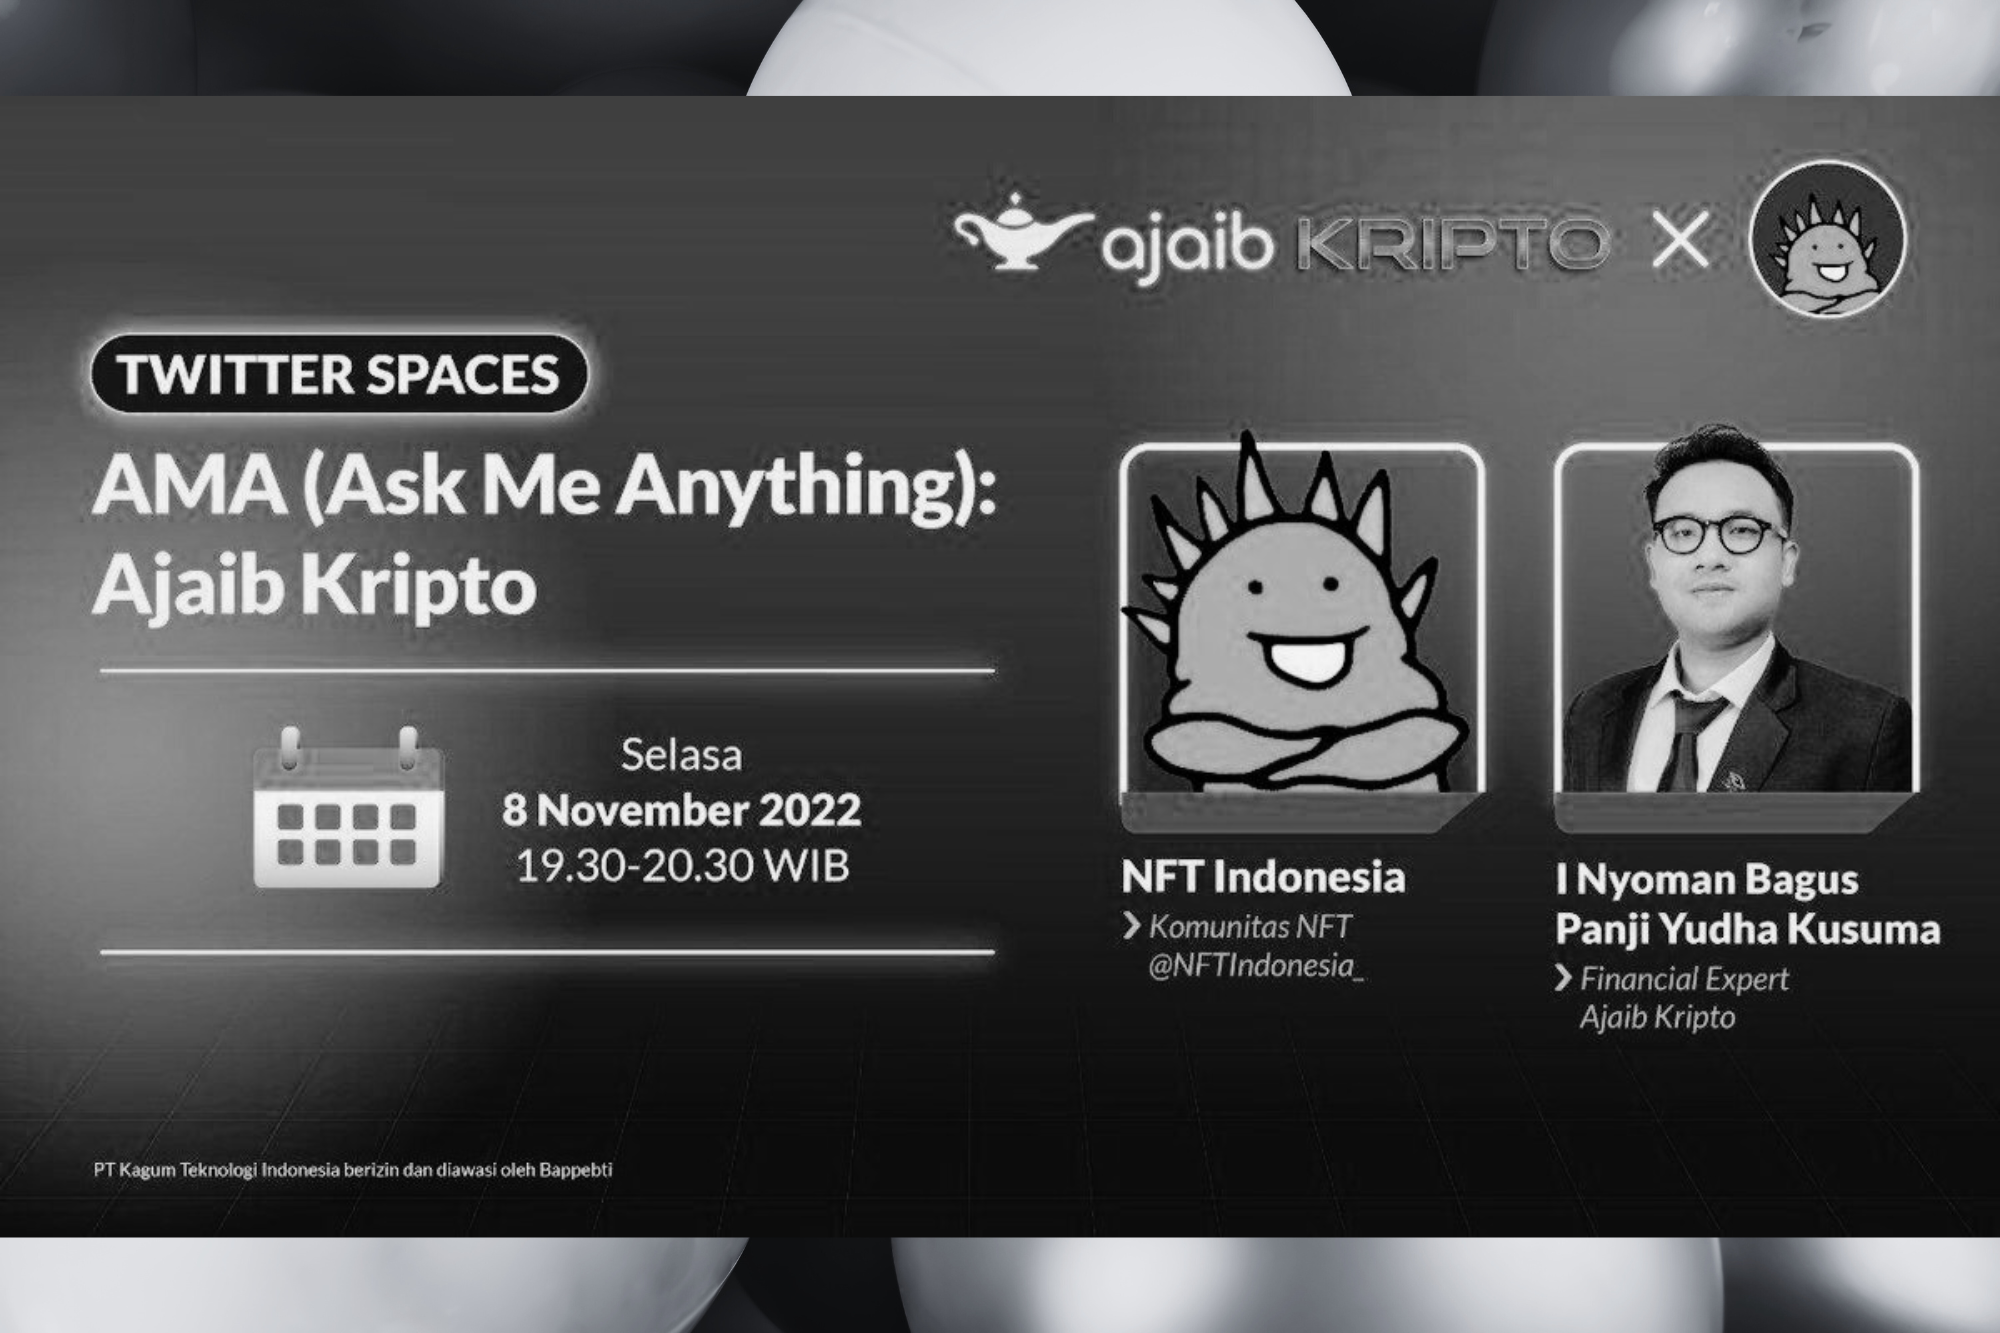 ajaib KRIPTO X
TWITTER SPACES
AMA (Ask Me Anything):
Ajaib Kripto
Selasa
8 November 2022
19.30-20.30 WIB
NFT Indonesia
Komunitas NFT
@NFTIndonesia_
I Nyoman Bagus
Panji Yudha Kusuma
Financial Expert
Ajaib Kripto
PT Kagum Teknologi Indonesia berizin dan diawasi oleh Bappebti